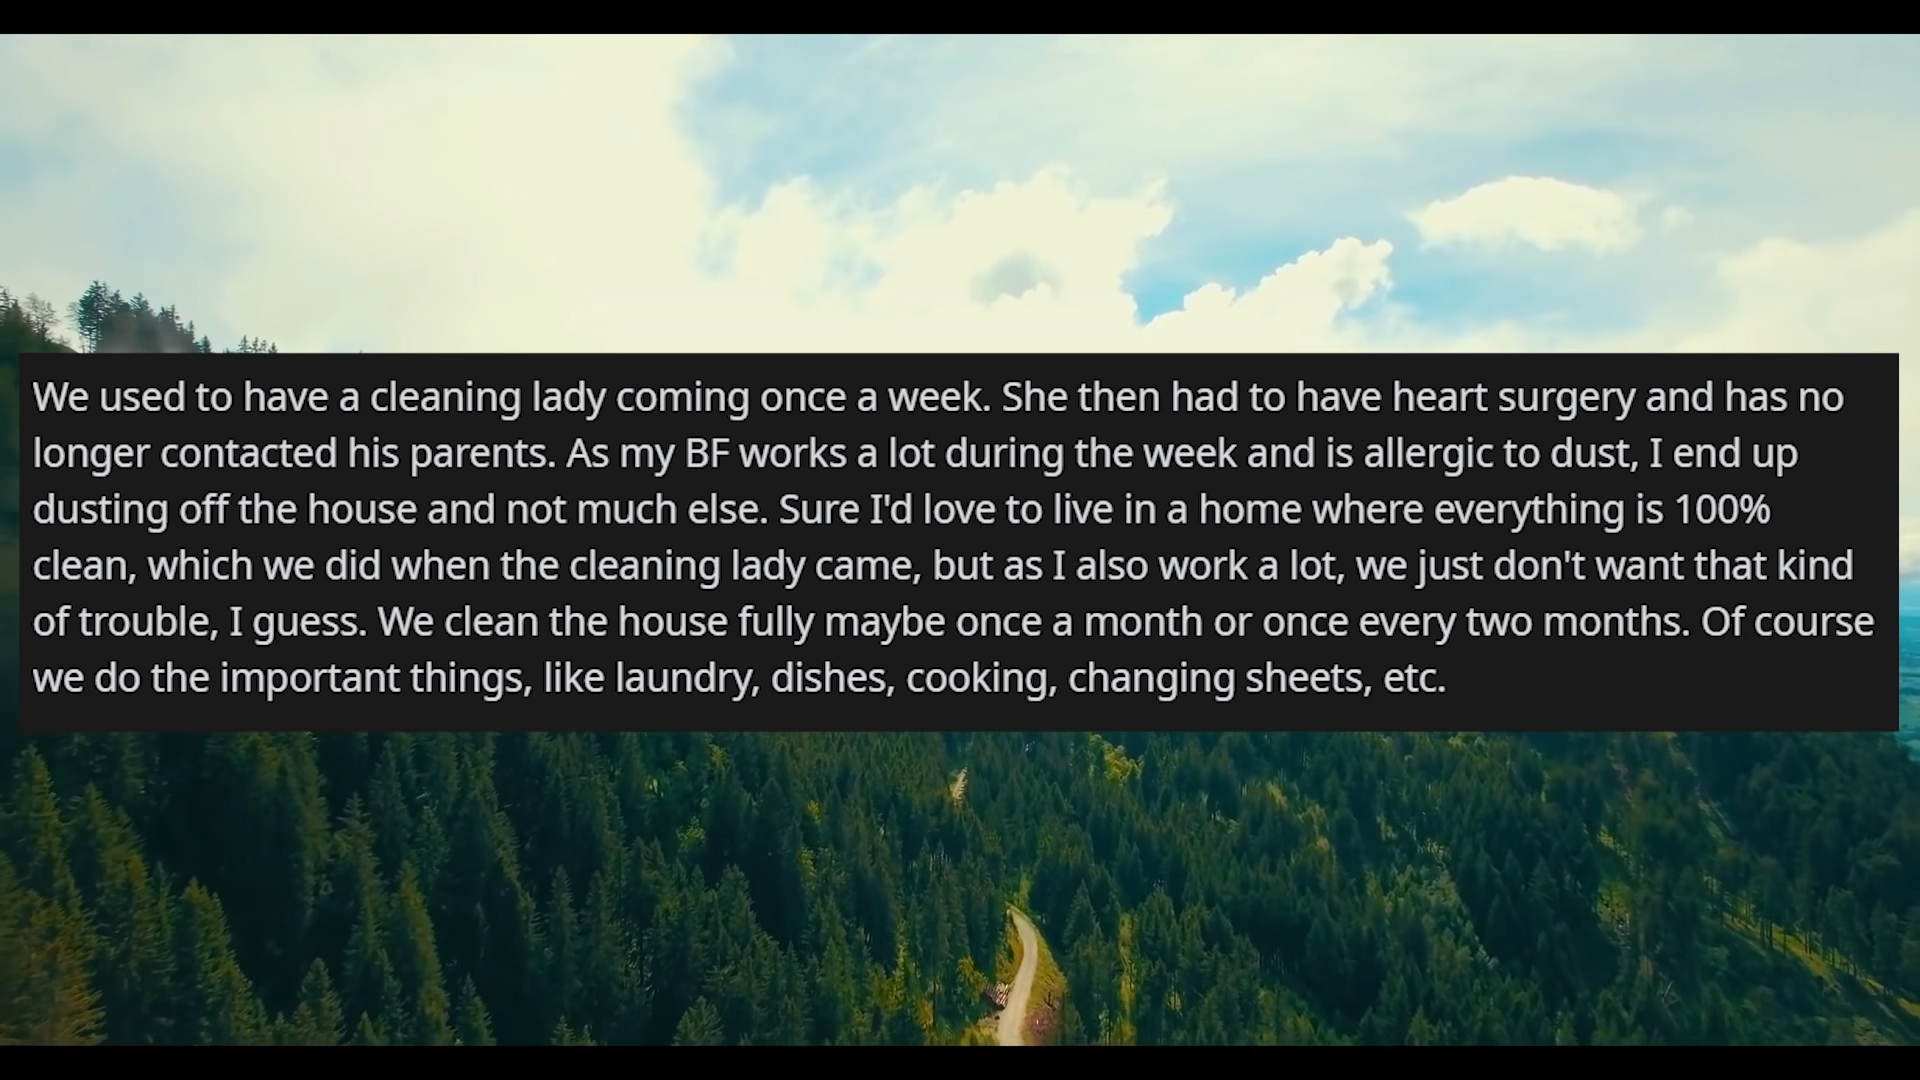 We used to have a cleaning lady coming once a week. She then had to have heart surgery and has no
longer contacted his parents. As my BF works a lot during the week and is allergic to dust, I end up
dusting off the house and not much else. Sure I'd love to live in a home where everything is 100%
clean, which we did when the cleaning lady came, but as I also work a lot, we just don't want that kind
of trouble, I guess. We clean the house fully maybe once a month or once every two months. Of course
we do the important things, like laundry, dishes, cooking, changing sheets, etc.